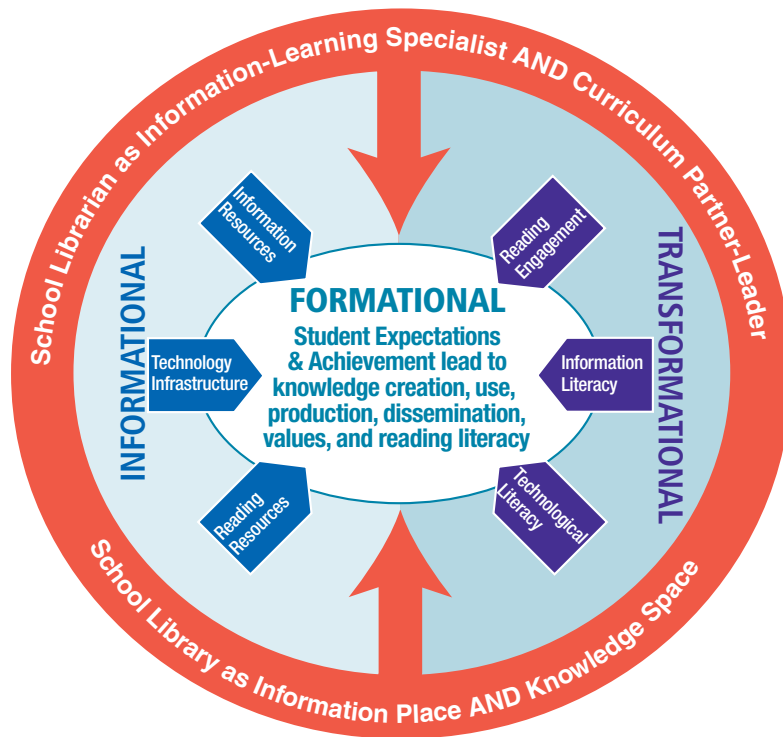 School Librarian as Information-Learning Specialist AND Curriculum Partner-Leader
INFORMATIONAL
Information
Resources
Technology
Infrastructure
Reading
Resources
FORMATIONAL
Student Expectations
& Achievement lead to
knowledge creation, use,
production, dissemination,
values, and reading literacy
Reading
Engagement
Information
Literacy
Technological
Literacy
TRANSFORMATIONAL
School Library as Information Place AND Knowledge Space